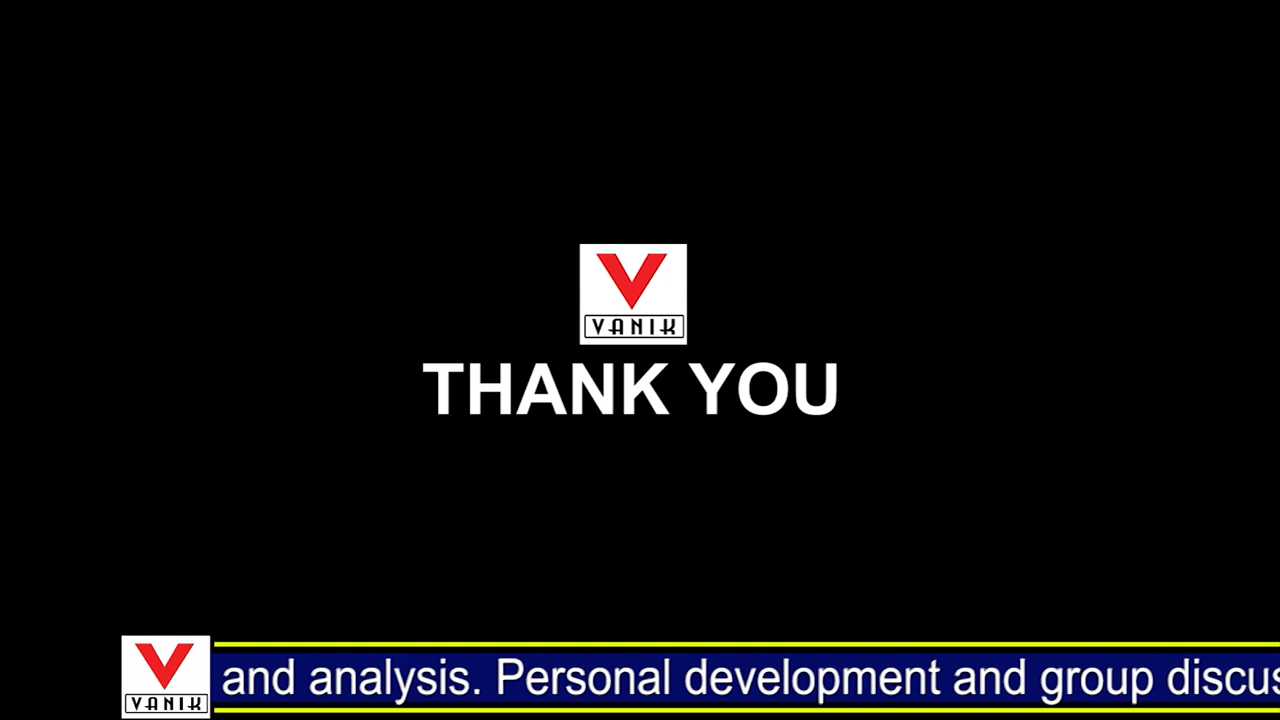 VANIK
THANK YOU
VANIK
and analysis. Personal development and group discus